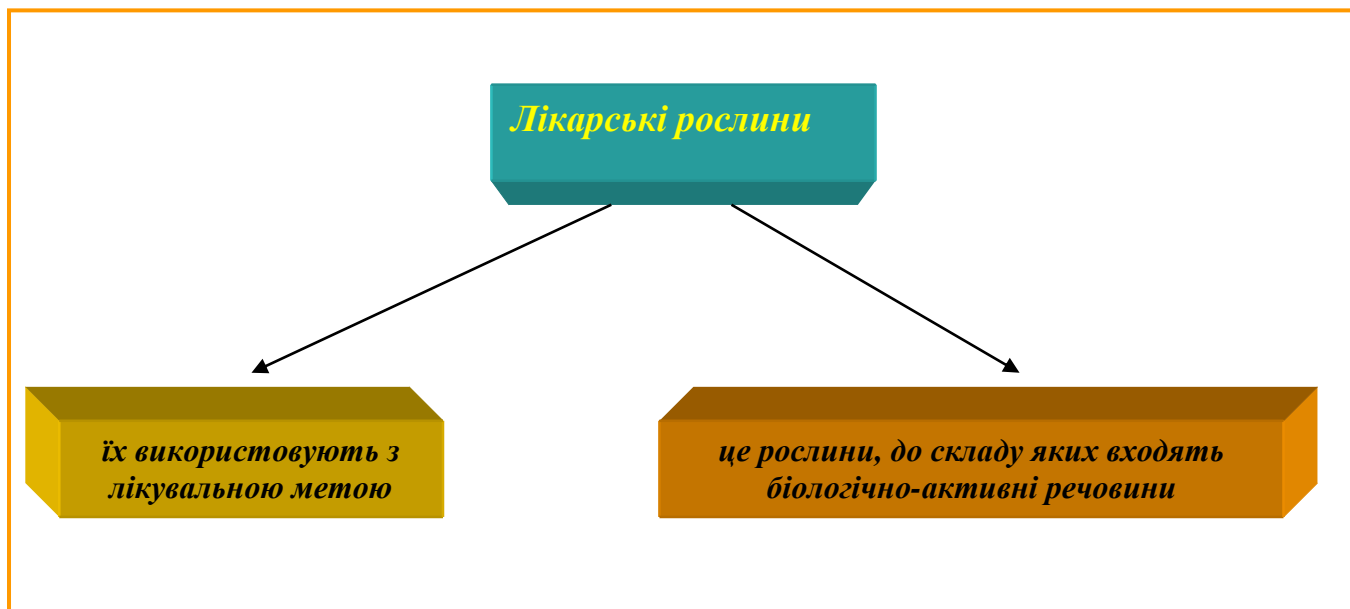 Лікарські рослини
їх використовують з
лікувальною метою
це рослини, до складу яких входять
біологічно-активні речовини